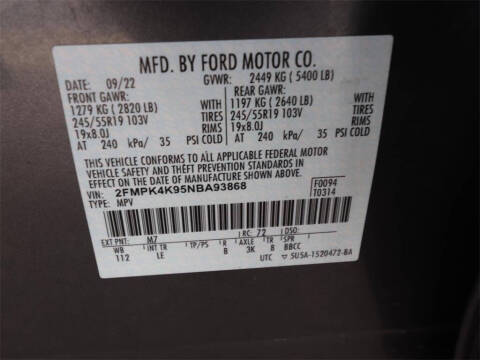 MFD. BY FORD MOTOR CO.
DATE: 09/22 GVWR: 2449 KG ( 5400 LB)
FRONT GAWR: REAR GAWR:
1279 KG ( 2820 LB) WITH 1197 KG ( 2640 LB) WITH
245/55R19 103V TIRES 245/55R19 103V TIRES
19x8.0J RIMS 19x8.0J RIMS
AT 240 kPa/ 35 PSI COLD AT 240 kPa/ 35 PSI COLD
THIS VEHICLE CONFORMS TO ALL APPLICABLE FEDERAL MOTOR
VEHICLE SAFETY AND THEFT PREVENTION STANDARDS IN
EFFECT ON THE DATE OF MANUFACTURE SHOWN ABOVE.
VIN: 2FMPK4K95NBA93868 F0094
TYPE: MPV T0314
EXT PNT: M7 RC: 72 DSO:
WB INT TR TP/PS R AXLE TR SPR
112 LE B 3K 8 BBCC
UTC 5U5A-1520472-BA